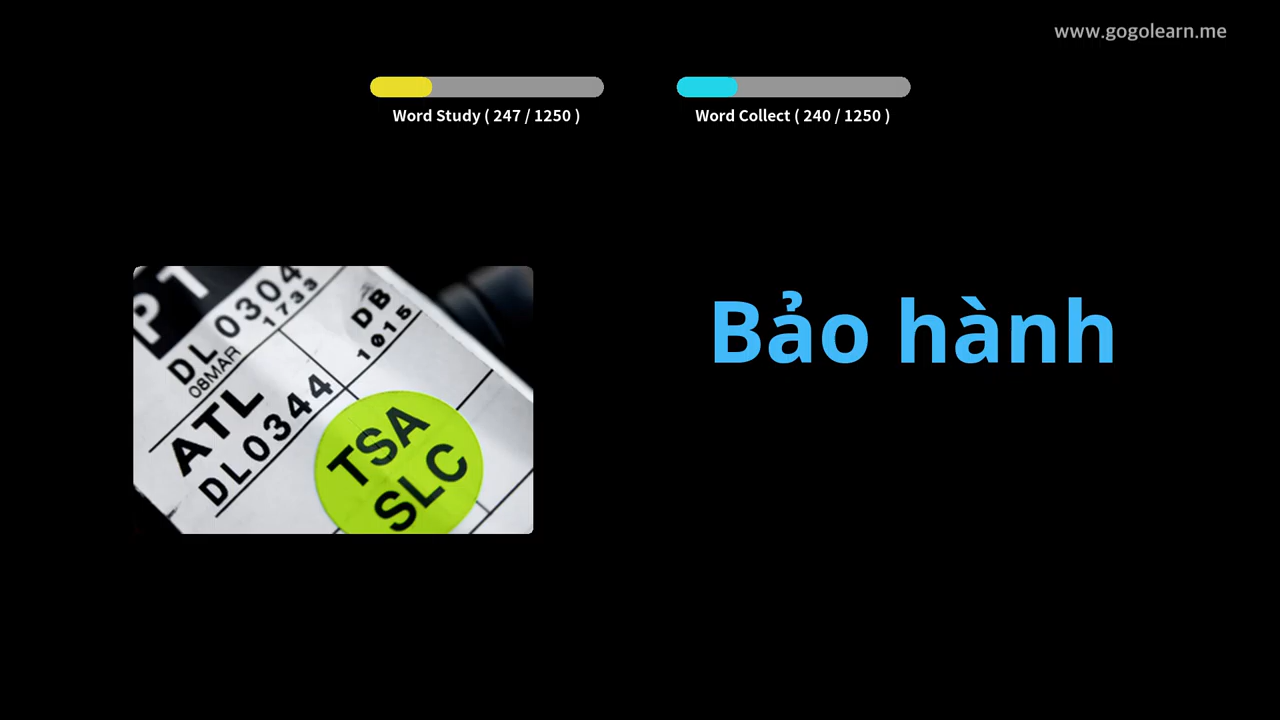 www.gogolearn.me
Word Study ( 247 / 1250 )
Word Collect ( 240 / 1250 )
P1
DL0304
1733
08MAR
DB
1015
ATL
DL0344
TSA
SLC
Bảo hành